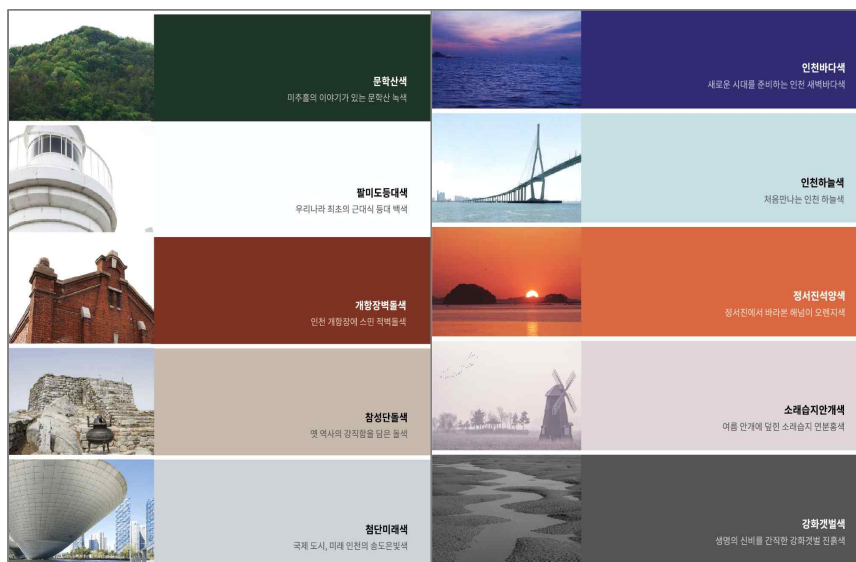 문학산색
미추홀의 이야기가 있는 문학산 녹색
팔미도등대색
우리나라 최초의 근대식 등대 백색
개항장벽돌색
인천 개항장에 스민 적벽돌색
참성단돌색
옛 역사의 강직함을 담은 돌색
첨단미래색
국제 도시, 미래 인천의 송도은빛색
인천바다색
새로운 시대를 준비하는 인천 새벽바다색
인천하늘색
처음만나는 인천 하늘색
정서진석양색
정서진에서 바라본 해넘이 오렌지색
소래습지안개색
여름 안개에 덮힌 소래습지 연분홍색
강화갯벌색
생명의 신비를 간직한 강화갯벌 진흙색